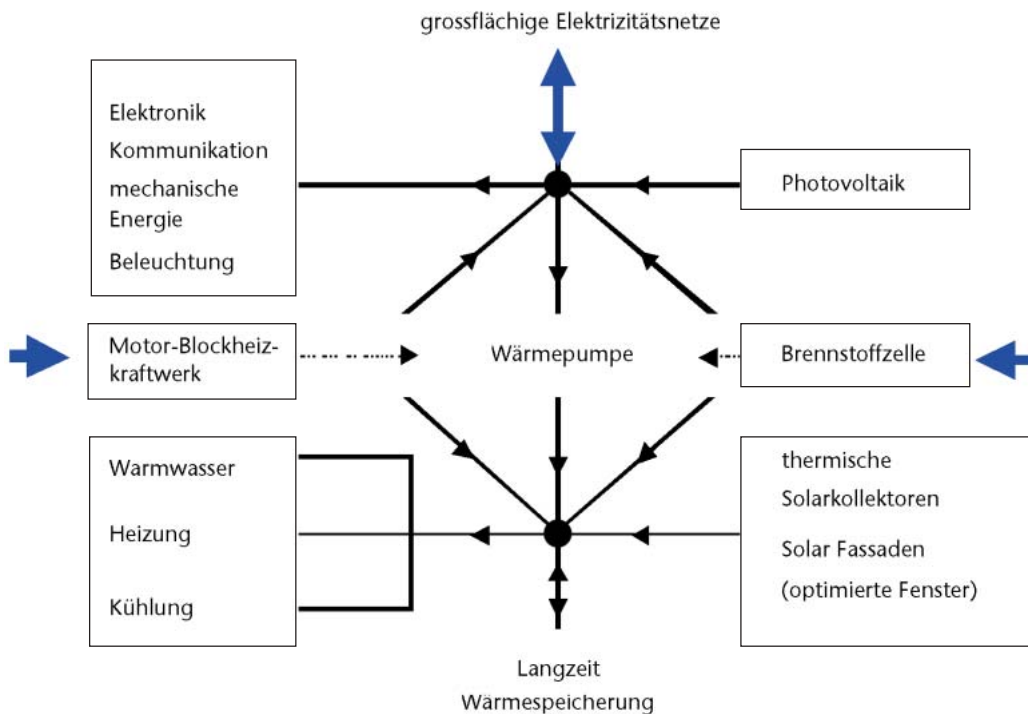 grossflächige Elektrizitätsnetze
Elektronik
Kommunikation
mechanische
Energie
Beleuchtung
Photovoltaik
Motor-Blockheiz-
kraftwerk
Wärmepumpe
Brennstoffzelle
Warmwasser
Heizung
Kühlung
thermische
Solarkollektoren
Solar Fassaden
(optimierte Fenster)
Langzeit
Wärmespeicherung